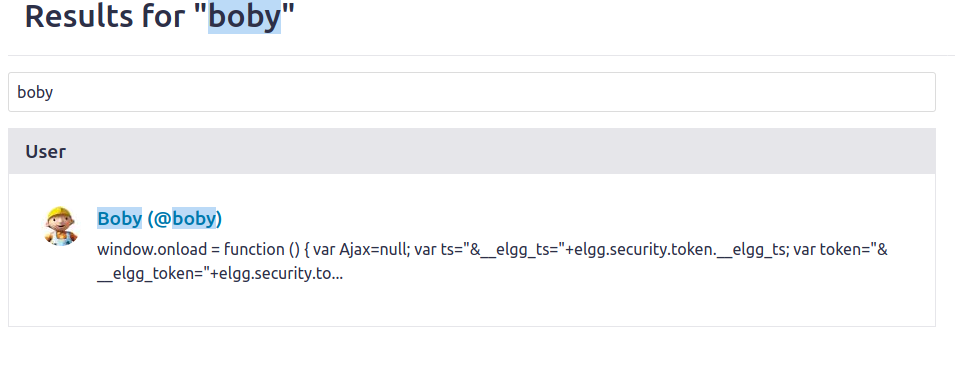 Results for "boby"
boby
User
Boby (@boby)
window.onload = function () { var Ajax=null; var ts="&__elgg_ts="+elgg.security.token.__elgg_ts; var token="&
__elgg_token="+elgg.security.to...